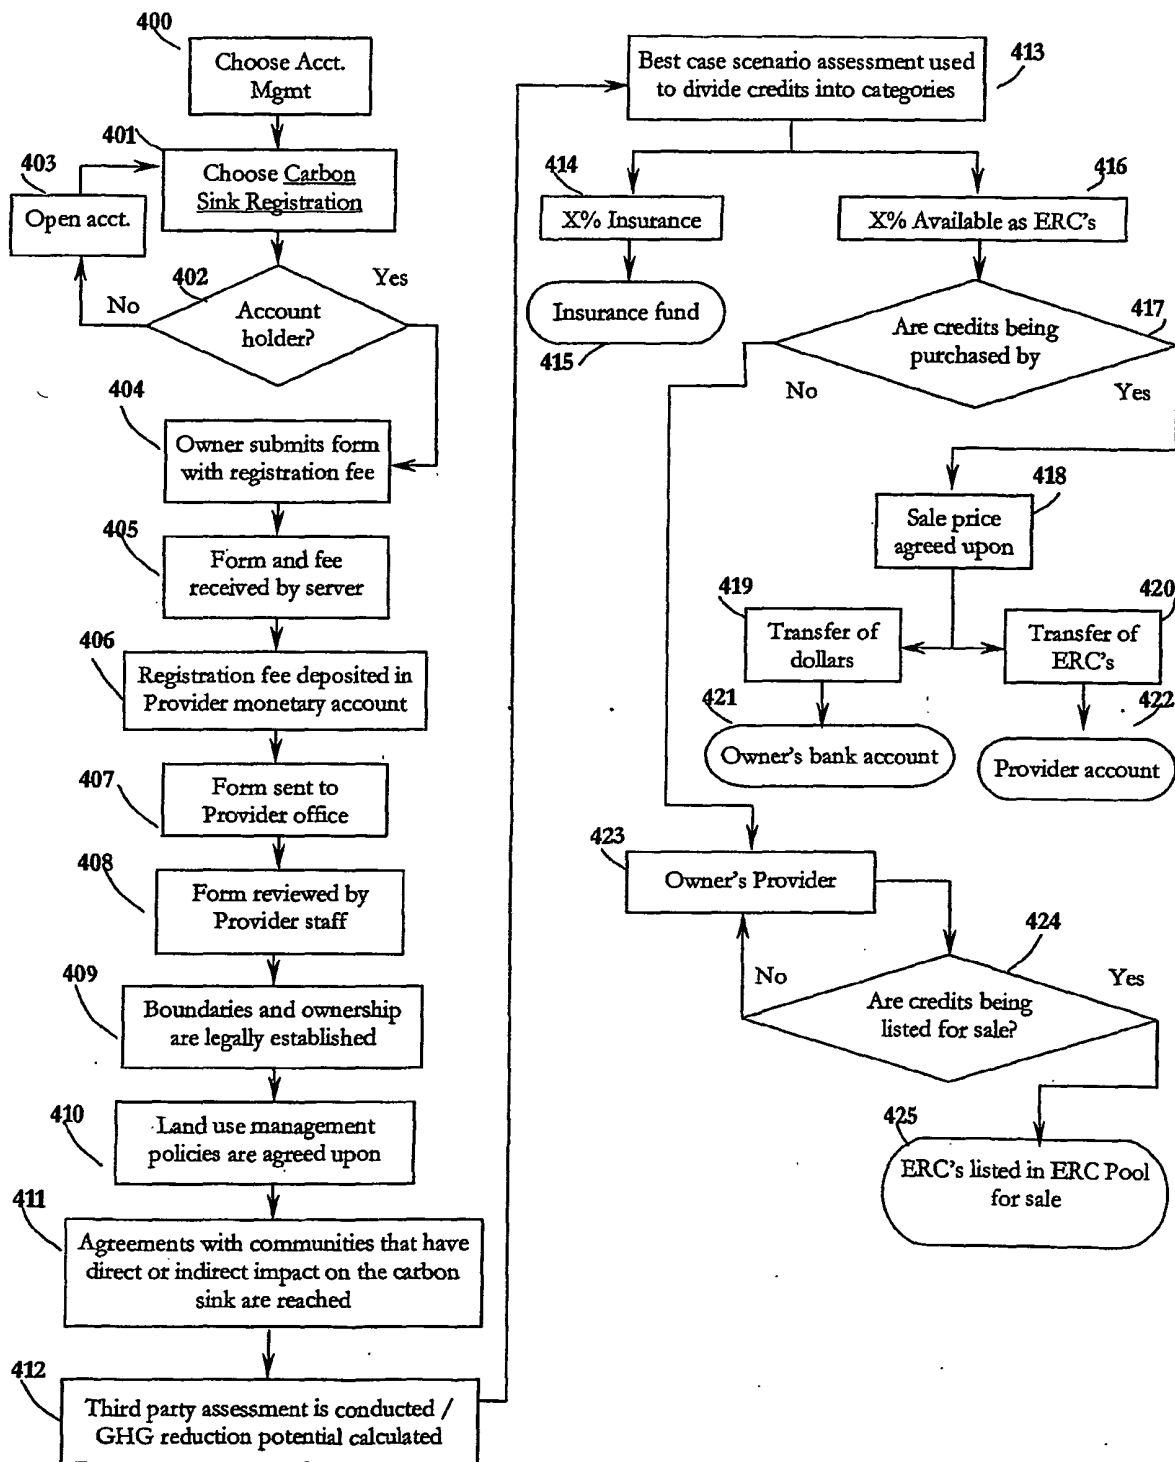 400
Choose Acct.
Mgmt
401
Choose Carbon
Sink Registration
403
Open acct.
402
Account
holder?
No
Yes
404
Owner submits form
with registration fee
405
Form and fee
received by server
406
Registration fee deposited in
Provider monetary account
407
Form sent to
Provider office
408
Form reviewed by
Provider staff
409
Boundaries and ownership
are legally established
410
Land use management
policies are agreed upon
411
Agreements with communities that have
direct or indirect impact on the carbon
sink are reached
412
Third party assessment is conducted /
GHG reduction potential calculated
413
Best case scenario assessment used
to divide credits into categories
414
X% Insurance
415
Insurance fund
416
X% Available as ERC's
417
Are credits being
purchased by
No
Yes
418
Sale price
agreed upon
419
Transfer of
dollars
420
Transfer of
ERC's
421
Owner's bank account
422
Provider account
423
Owner's Provider
424
Are credits being
listed for sale?
No
Yes
425
ERC's listed in ERC Pool
for sale